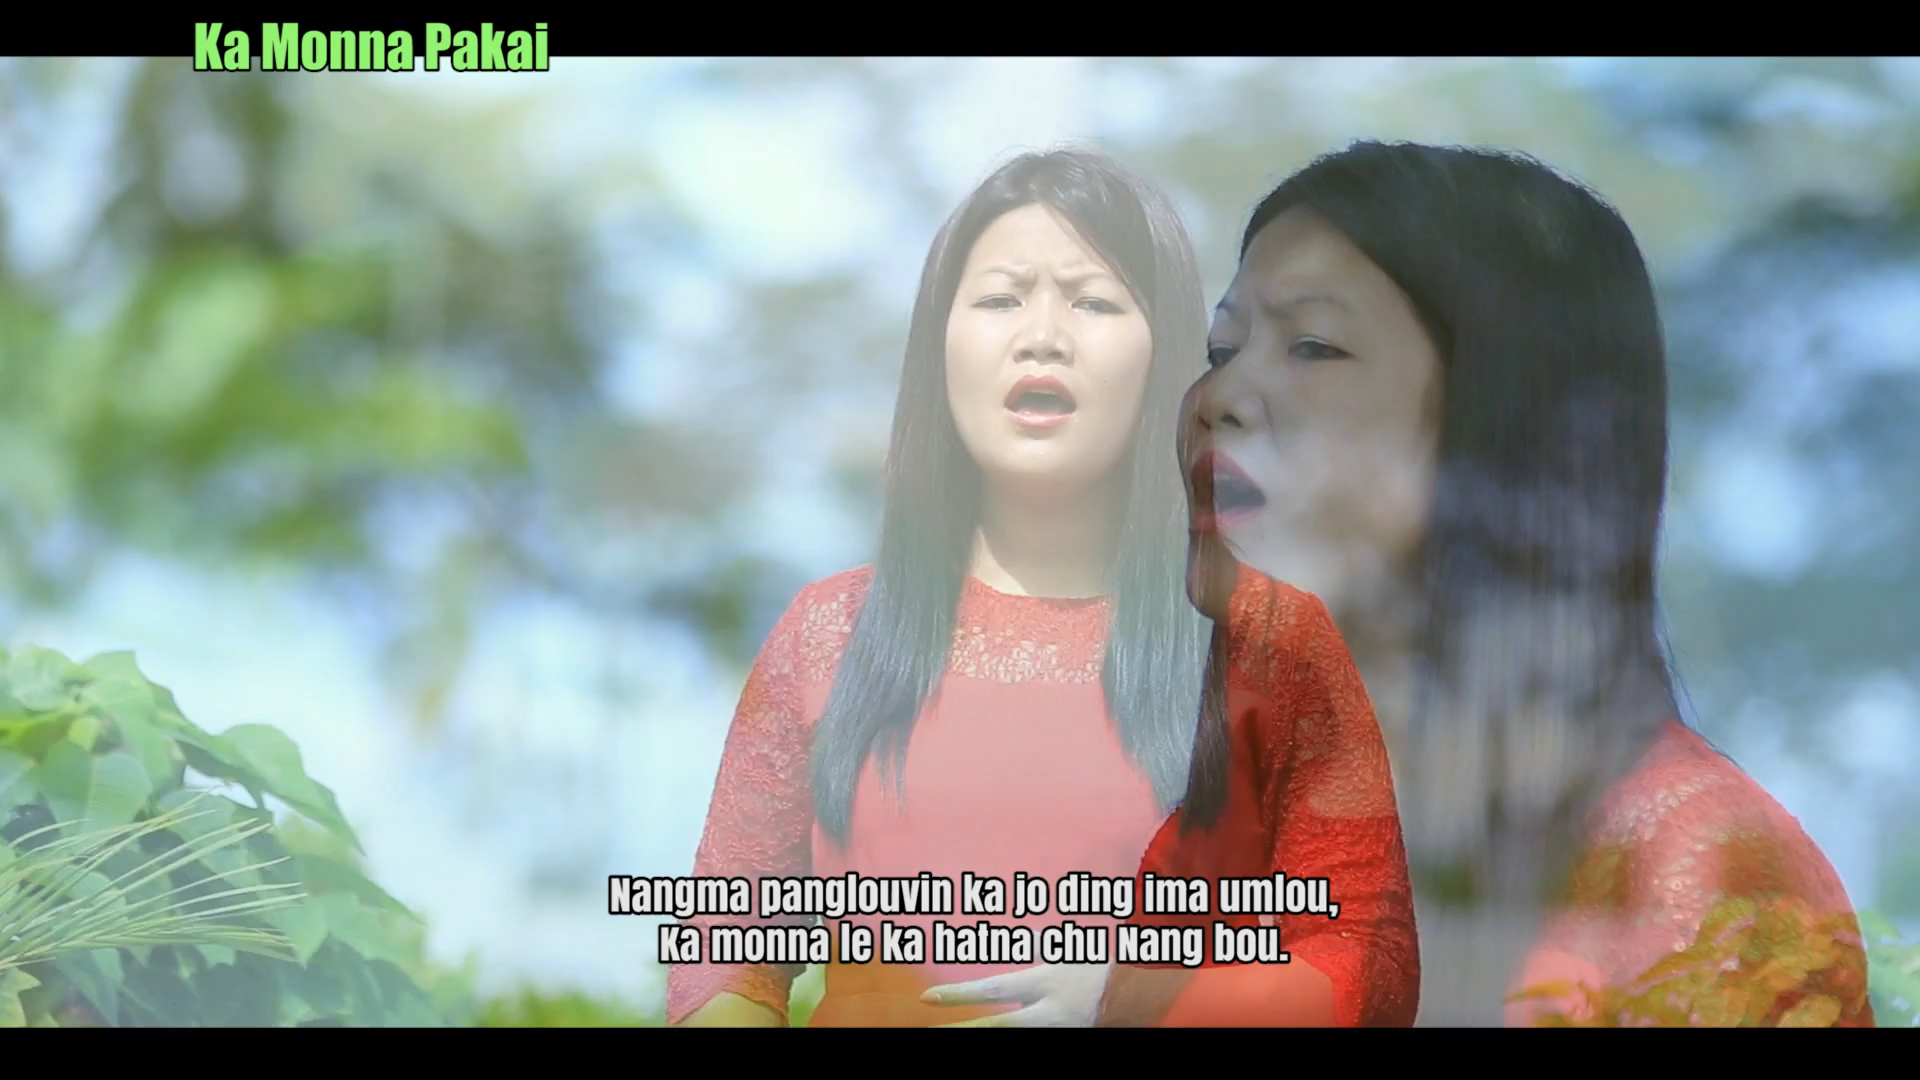 Ka Monna Pakai
Nangma panglouvin ka jo ding ima umlou,
Ka monna le ka hatna chu Nang bou.